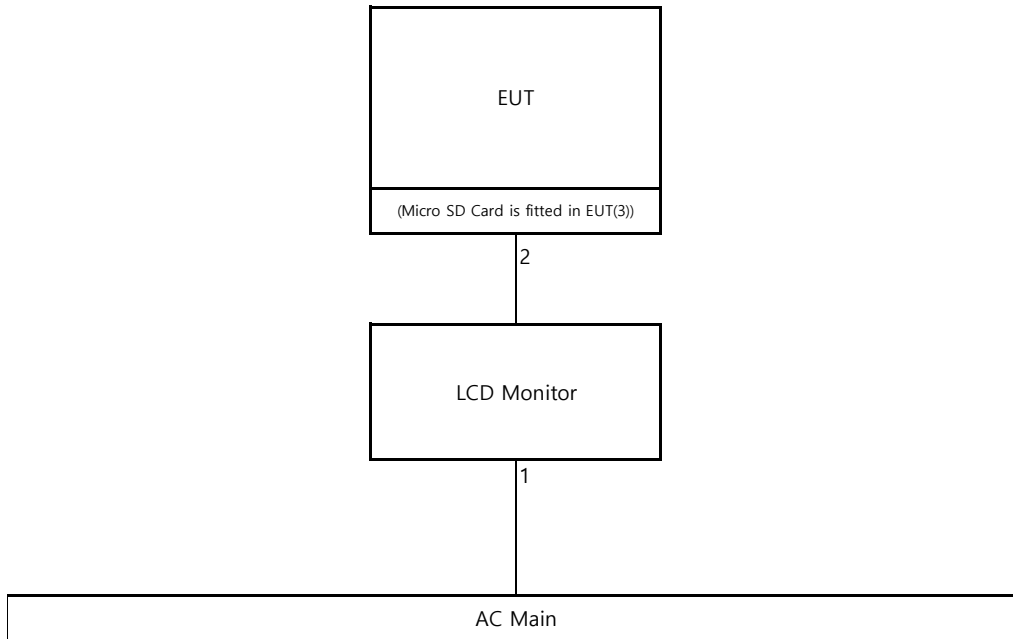 EUT
(Micro SD Card is fitted in EUT(3))
2
LCD Monitor
1
AC Main